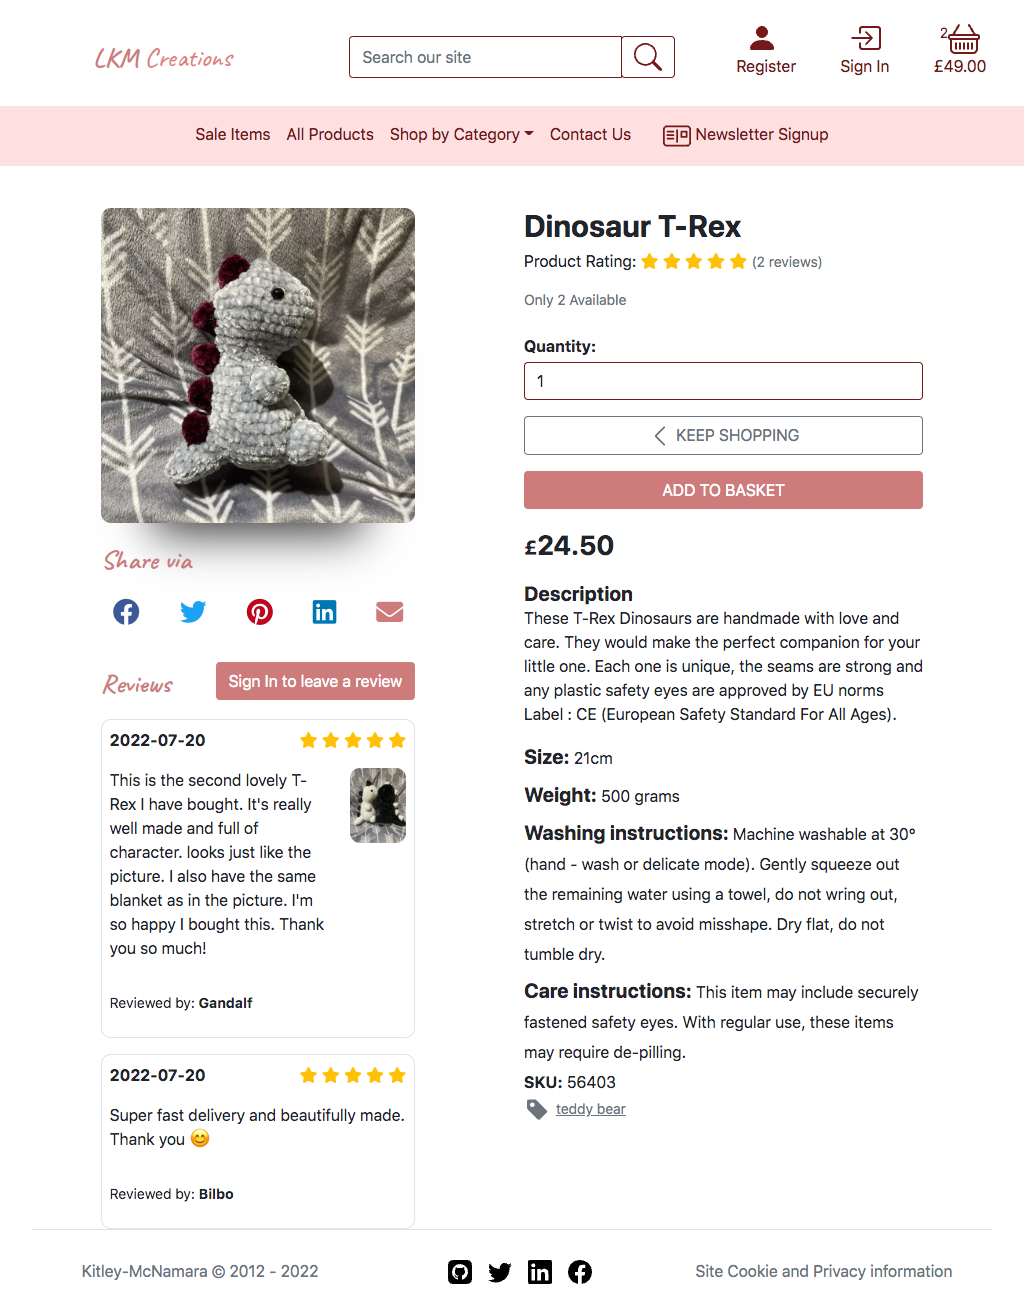 LKM Creations
Search our site
Register
Sign In
2
£49.00
Sale Items
All Products
Shop by Category
Contact Us
Newsletter Signup
Dinosaur T-Rex
Product Rating:
(2 reviews)
Only 2 Available
Quantity:
1
KEEP SHOPPING
ADD TO BASKET
£24.50
Description
These T-Rex Dinosaurs are handmade with love and
care. They would make the perfect companion for your
little one. Each one is unique, the seams are strong and
any plastic safety eyes are approved by EU norms
Label : CE (European Safety Standard For All Ages).
Size: 21cm
Weight: 500 grams
Washing instructions: Machine washable at 30º
(hand - wash or delicate mode). Gently squeeze out
the remaining water using a towel, do not wring out,
stretch or twist to avoid misshape. Dry flat, do not
tumble dry.
Care instructions: This item may include securely
fastened safety eyes. With regular use, these items
may require de-pilling.
SKU: 56403
teddy bear
Share via
Reviews
Sign In to leave a review
2022-07-20
This is the second lovely T-
Rex I have bought. It's really
well made and full of
character. looks just like the
picture. I also have the same
blanket as in the picture. I'm
so happy I bought this. Thank
you so much!
Reviewed by: Gandalf
2022-07-20
Super fast delivery and beautifully made.
Thank you 😊
Reviewed by: Bilbo
Kitley-McNamara © 2012 - 2022
Site Cookie and Privacy information